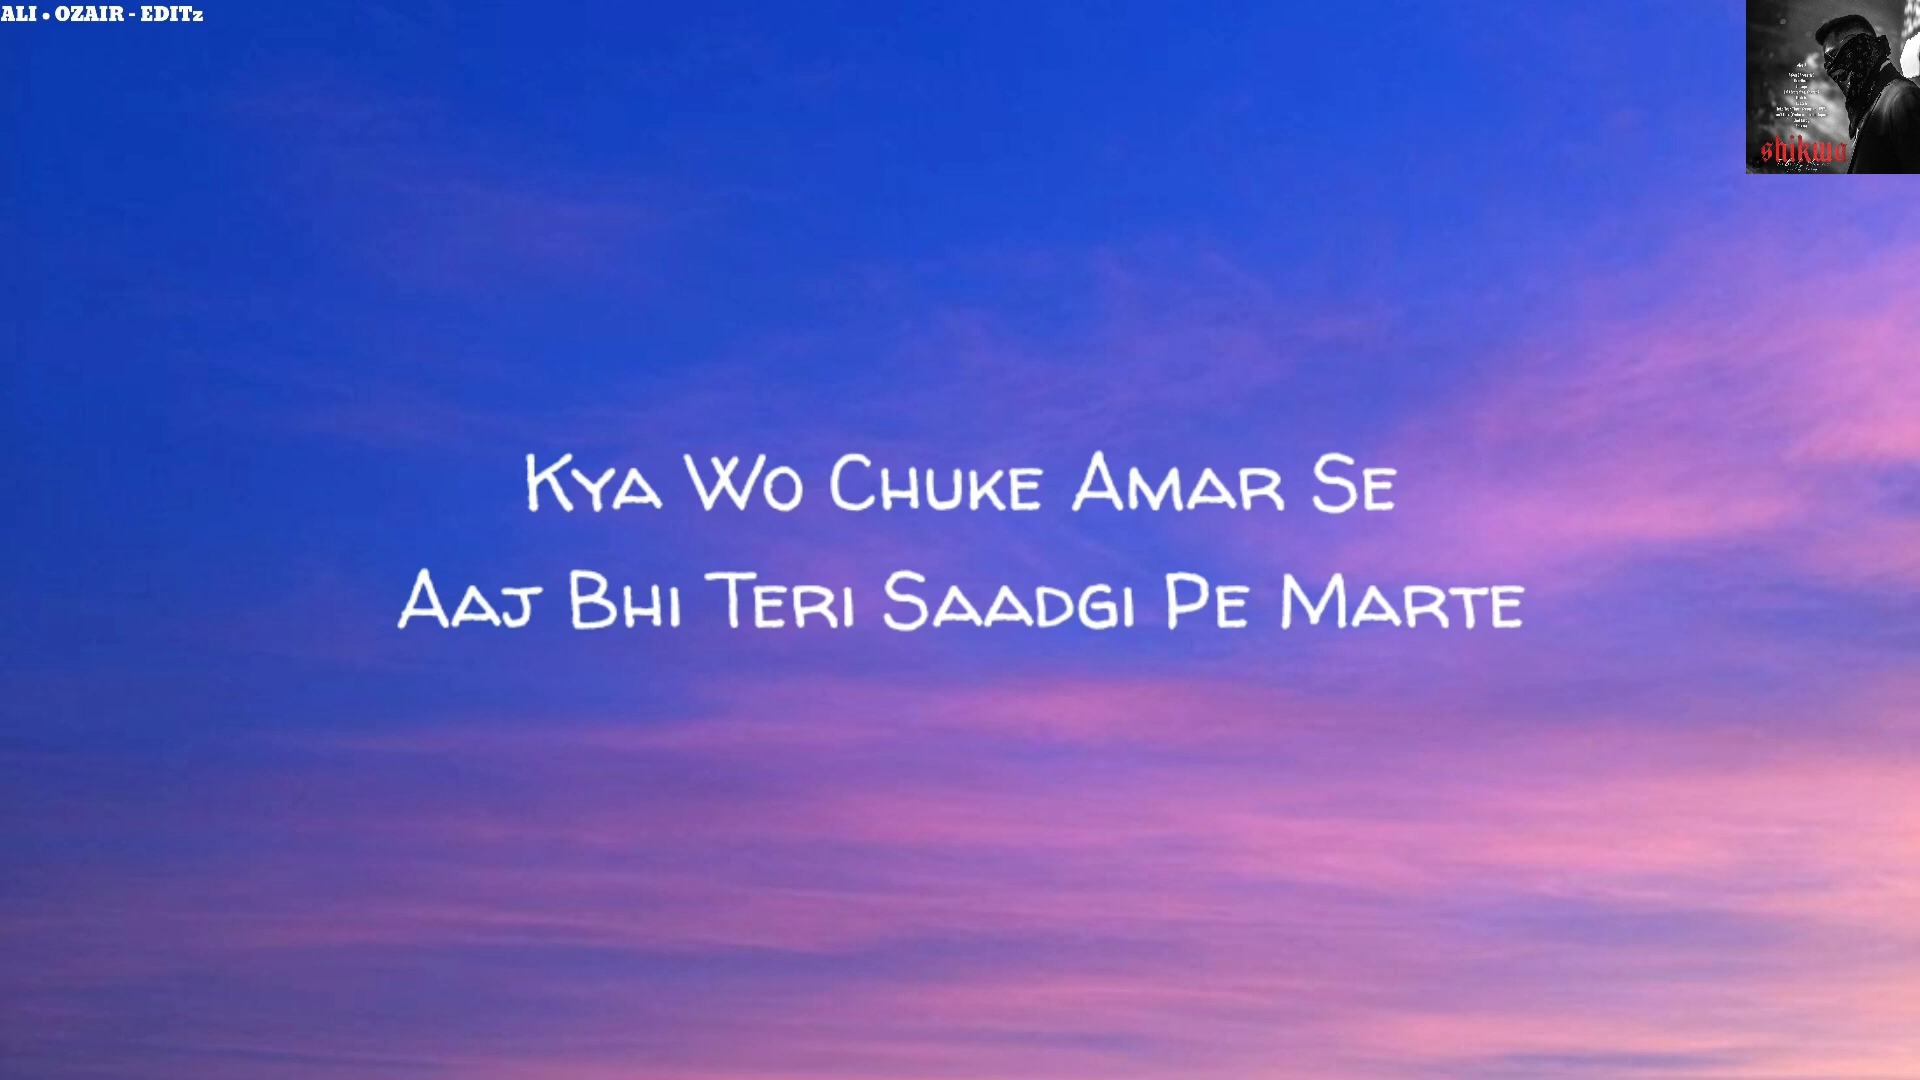 ALI • OZAIR - EDITz
shikwa
Kya Wo Chuke Amar Se
Aaj Bhi Teri Saadgi Pe Marte